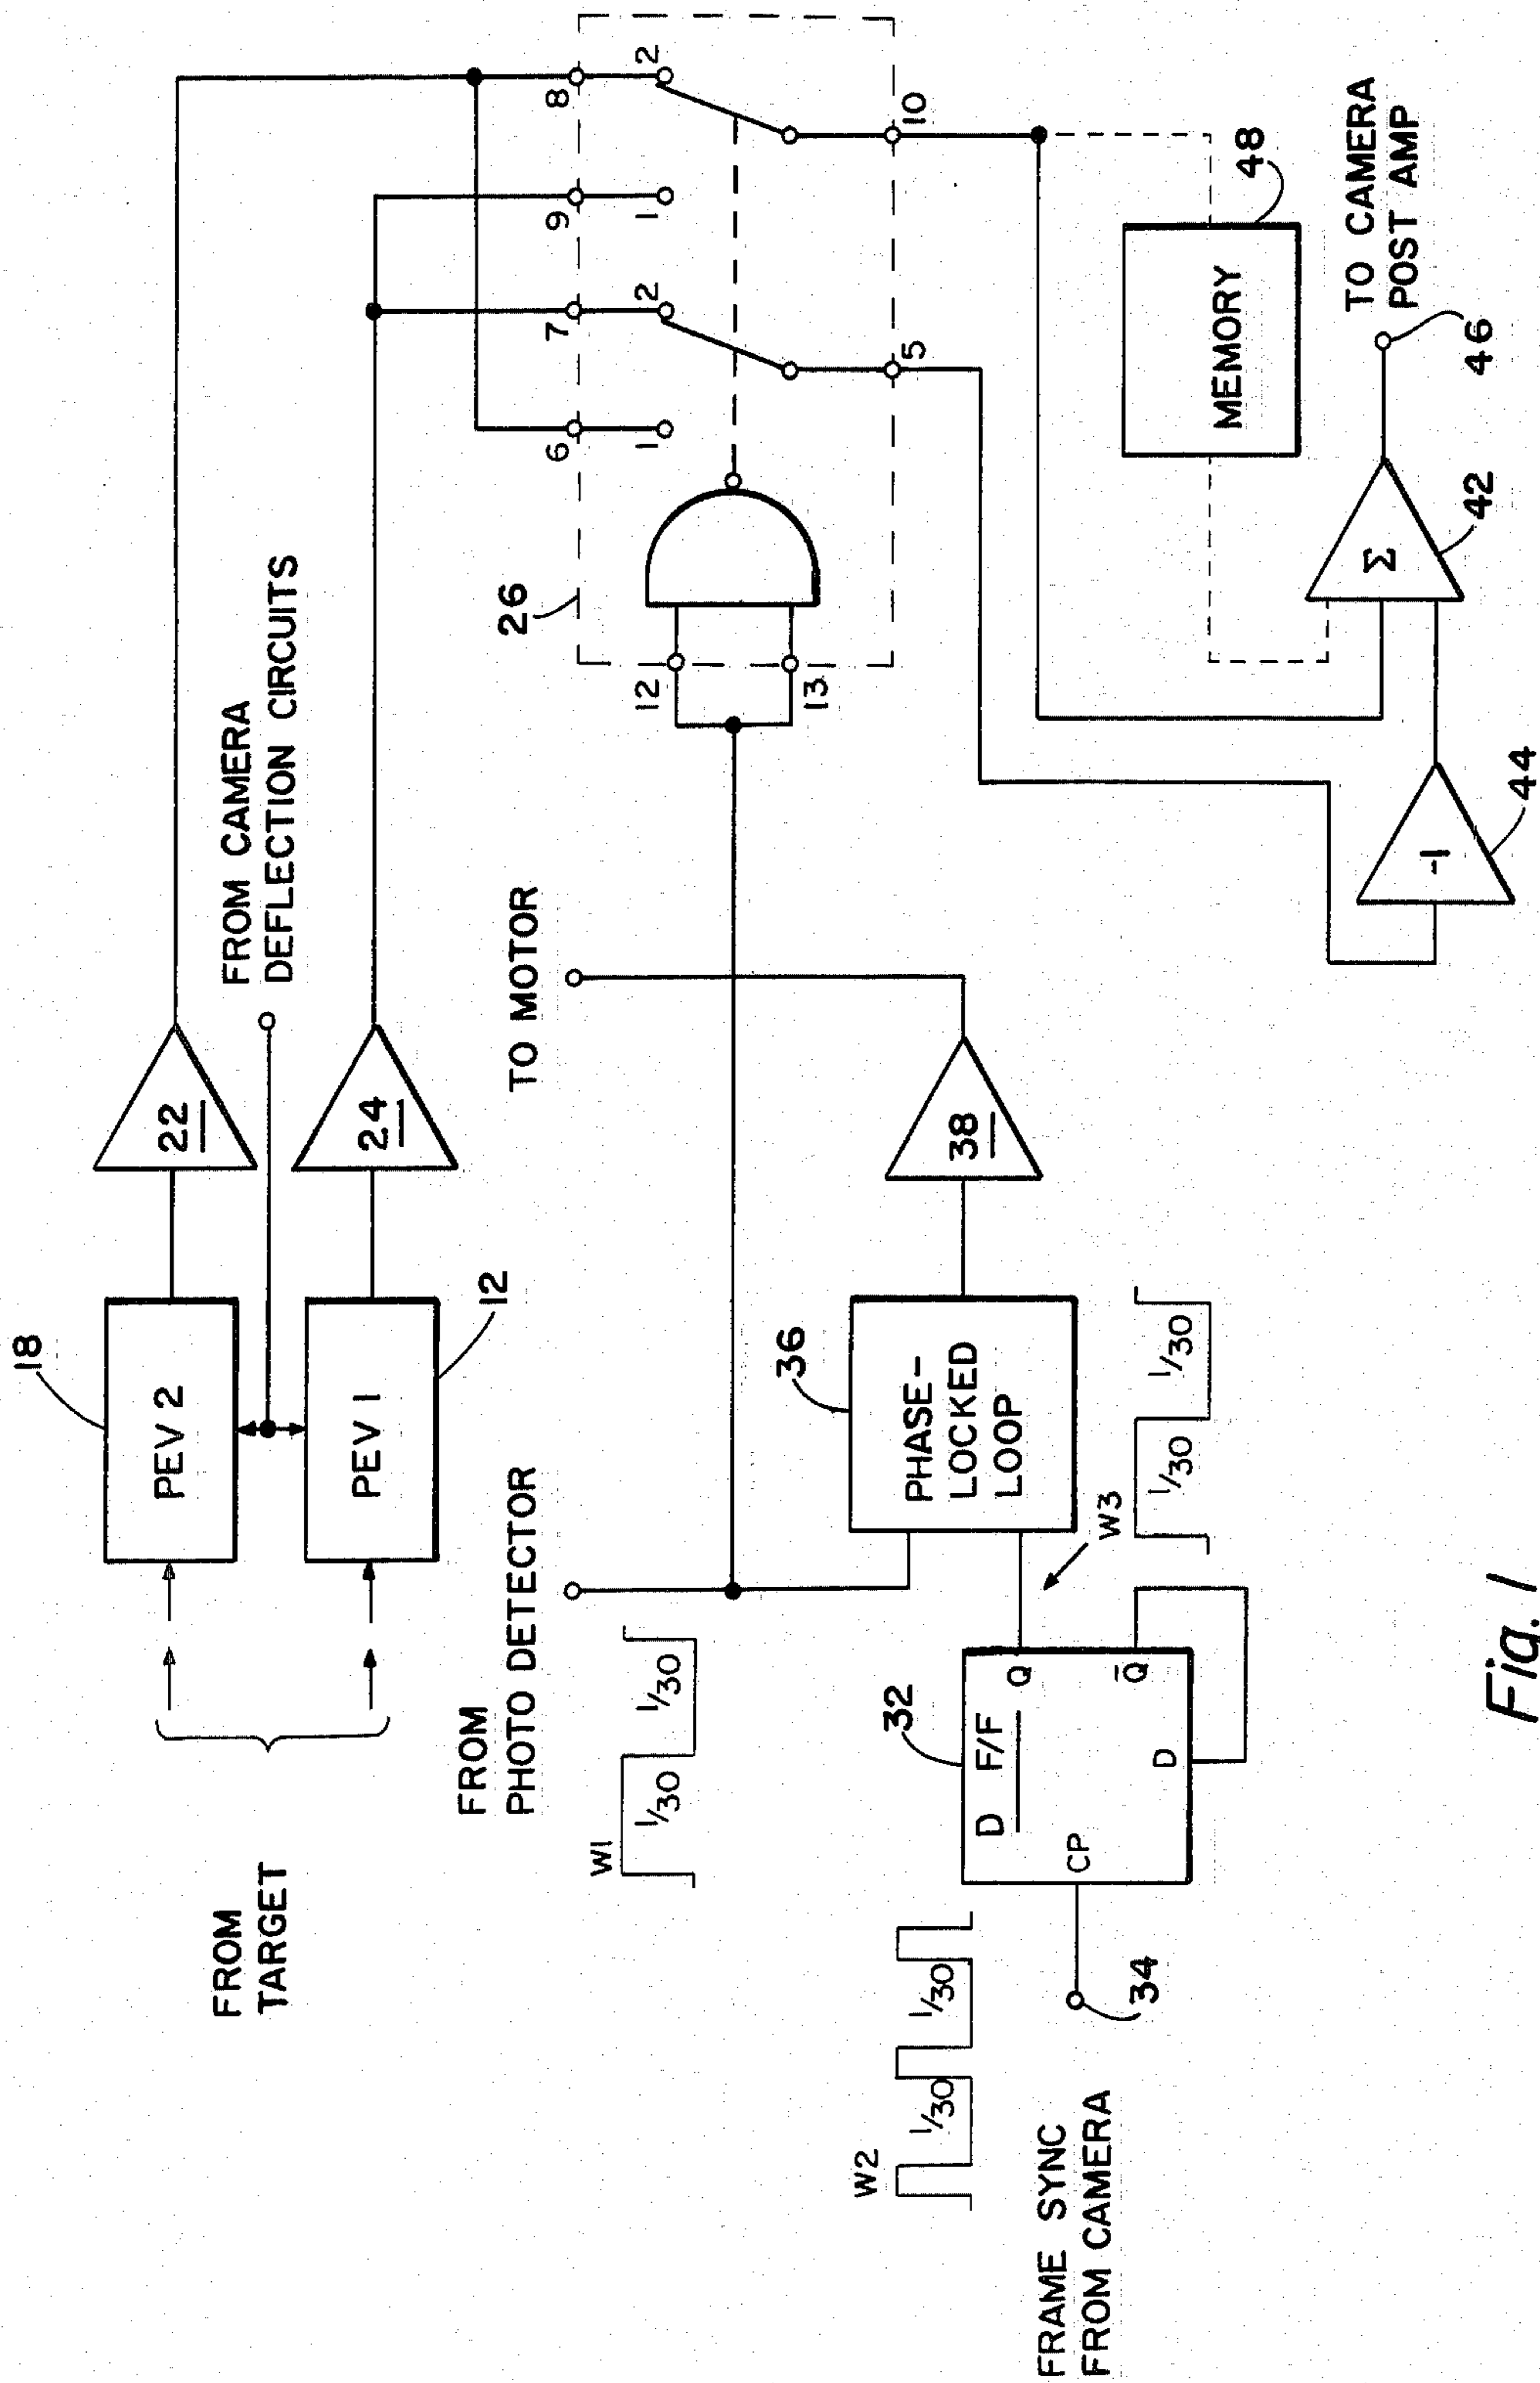 FROM
TARGET
18
PEV 2
PEV 1
12
22
24
FROM CAMERA
DEFLECTION CIRCUITS
FROM
PHOTO DETECTOR
W1
1/30
1/30
TO MOTOR
26
12
13
6
7
9
8
1
2
1
2
5
10
W2
1/30
1/30
FRAME SYNC
FROM CAMERA
34
32
D F/F
CP
D
Q
Q̅
W3
1/30
1/30
36
PHASE-
LOCKED
LOOP
38
-1
44
Σ
42
MEMORY
48
46
TO CAMERA
POST AMP
Fig. 1